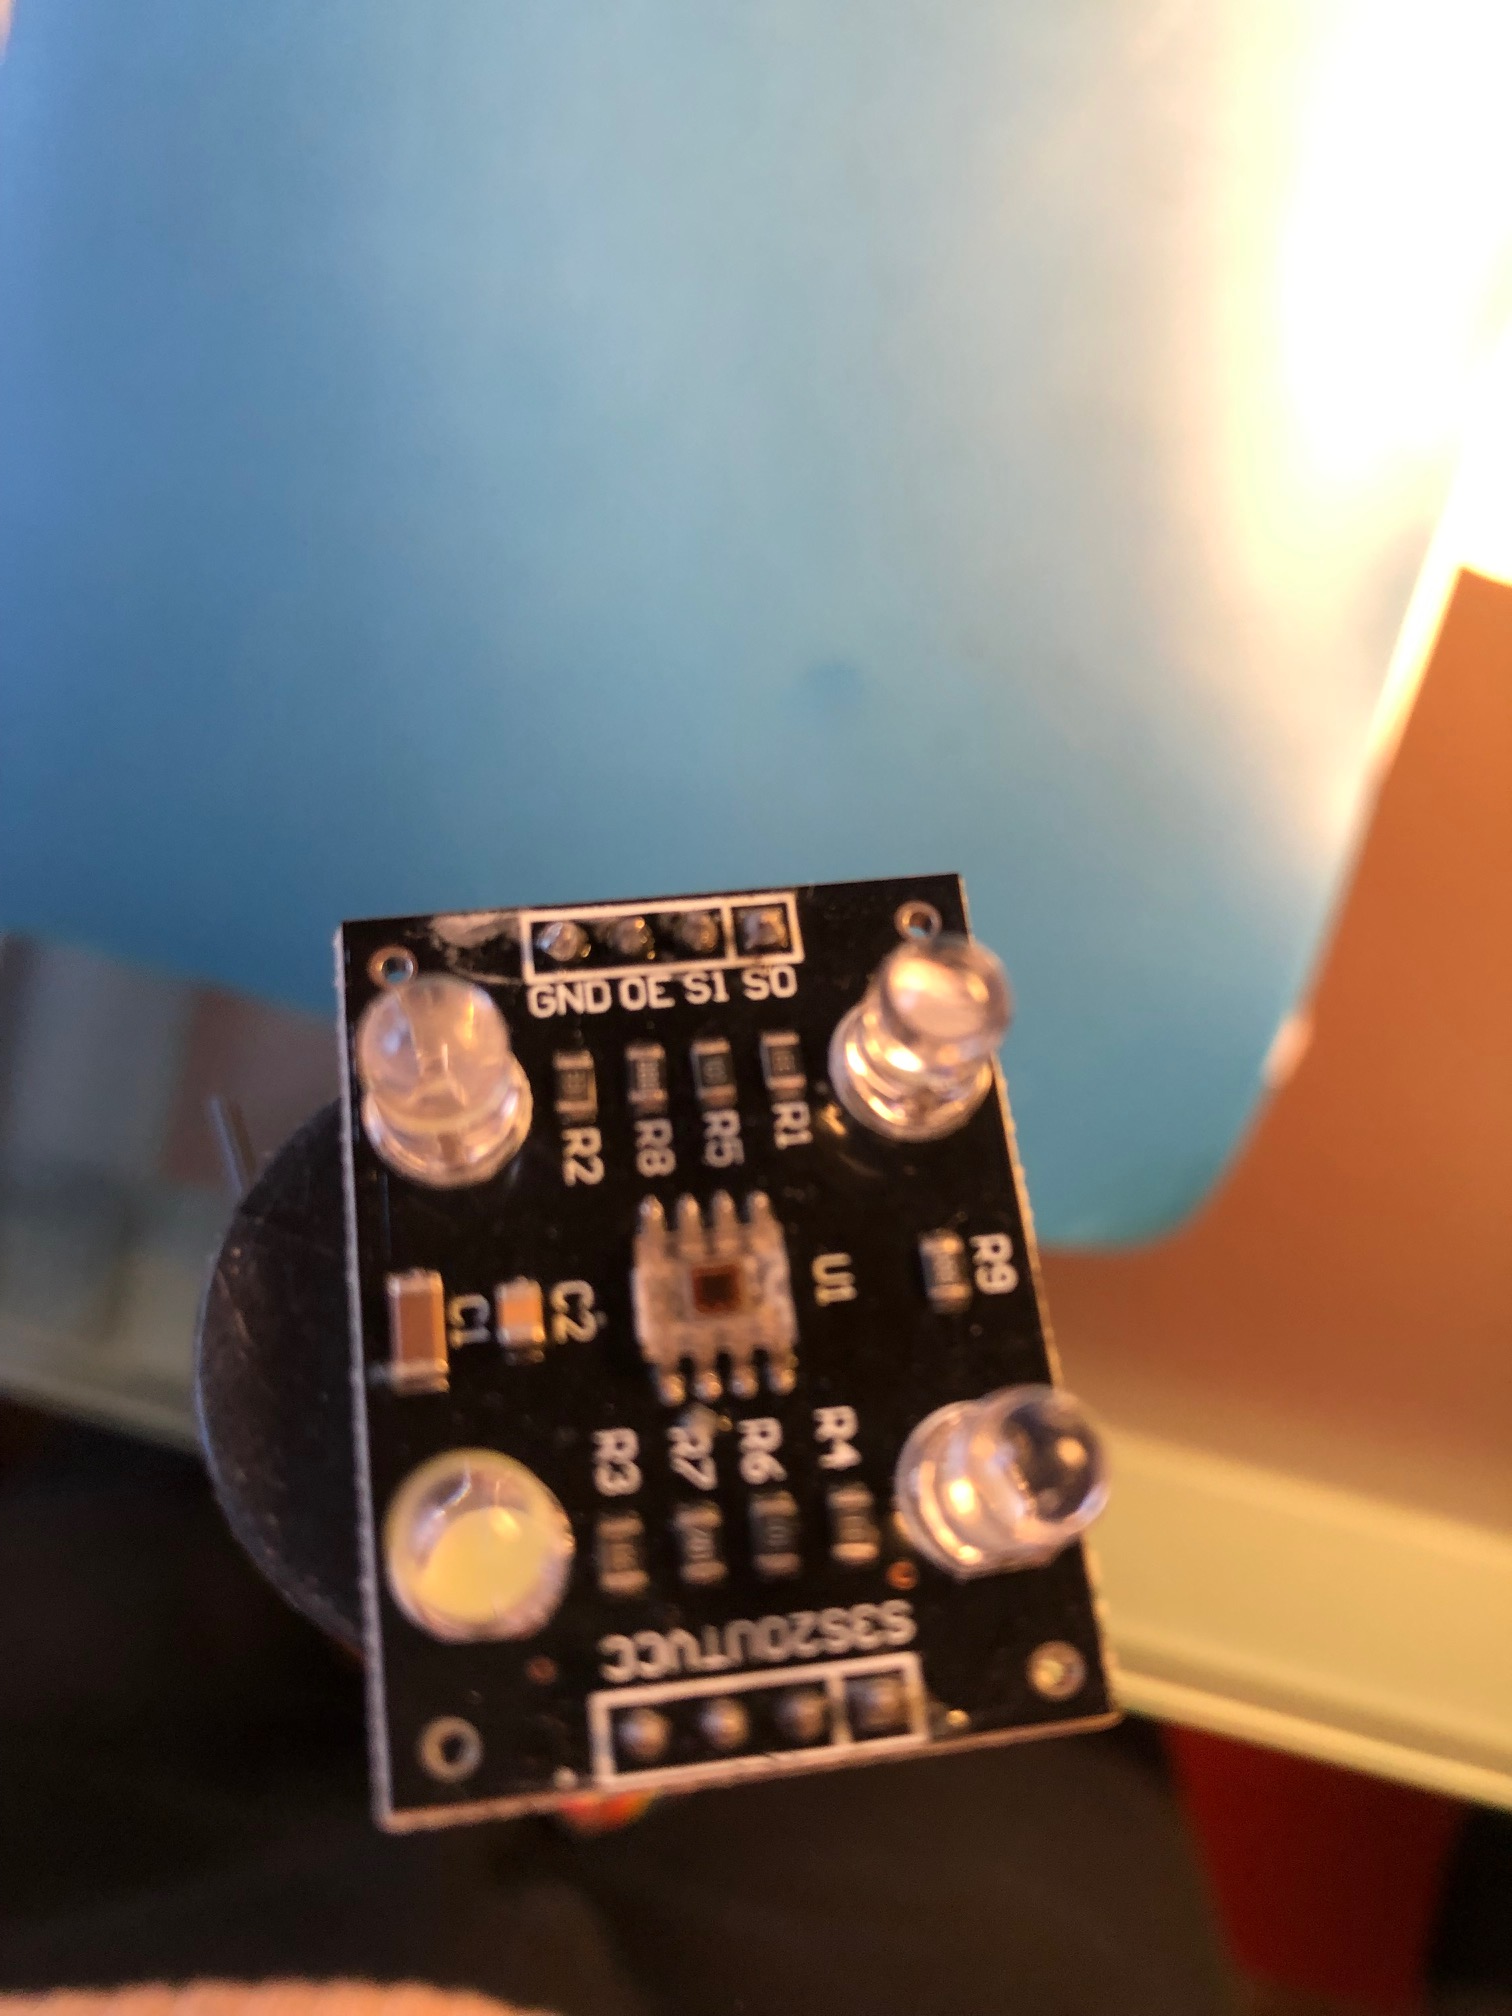 GND OE S1 S0
R2 R8 R5 R1
U1
R9
C1 C2
R3 R7 R6 R4
S3S2OUTVCC